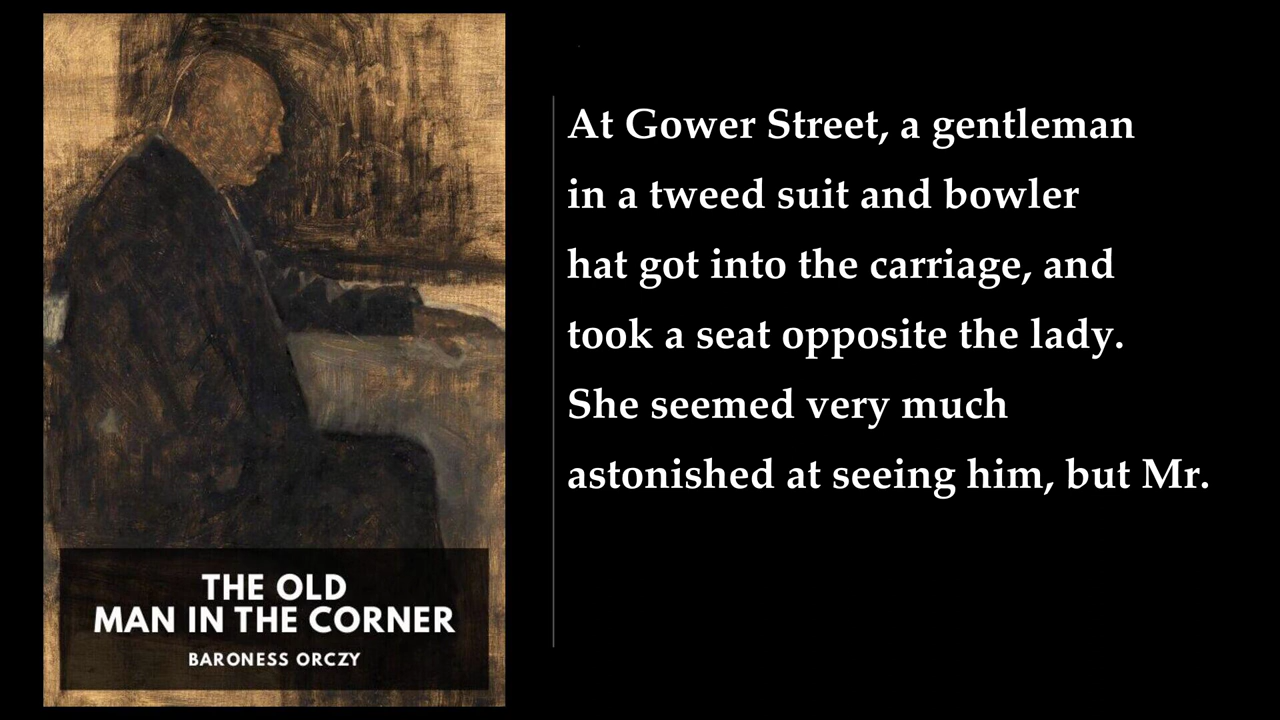 THE OLD
MAN IN THE CORNER
BARONESS ORCZY
At Gower Street, a gentleman
in a tweed suit and bowler
hat got into the carriage, and
took a seat opposite the lady.
She seemed very much
astonished at seeing him, but Mr.